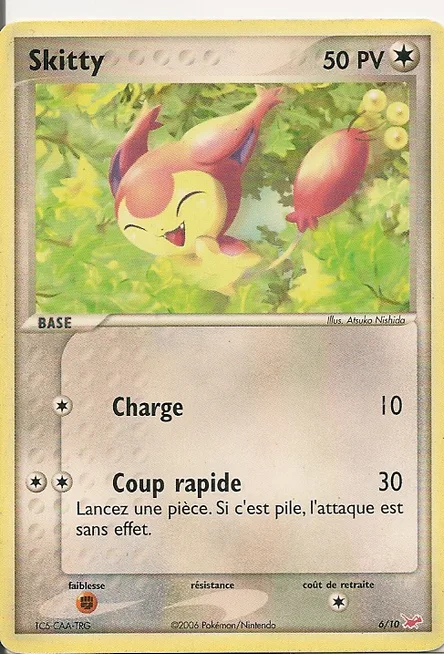 Skitty 50 PV
BASE
Illus. Atsuko Nishida
Charge 10
Coup rapide 30
Lancez une pièce. Si c'est pile, l'attaque est
sans effet.
faiblesse résistance coût de retraite
1C5-CAA-TRG ©2006 Pokémon/Nintendo 6/10